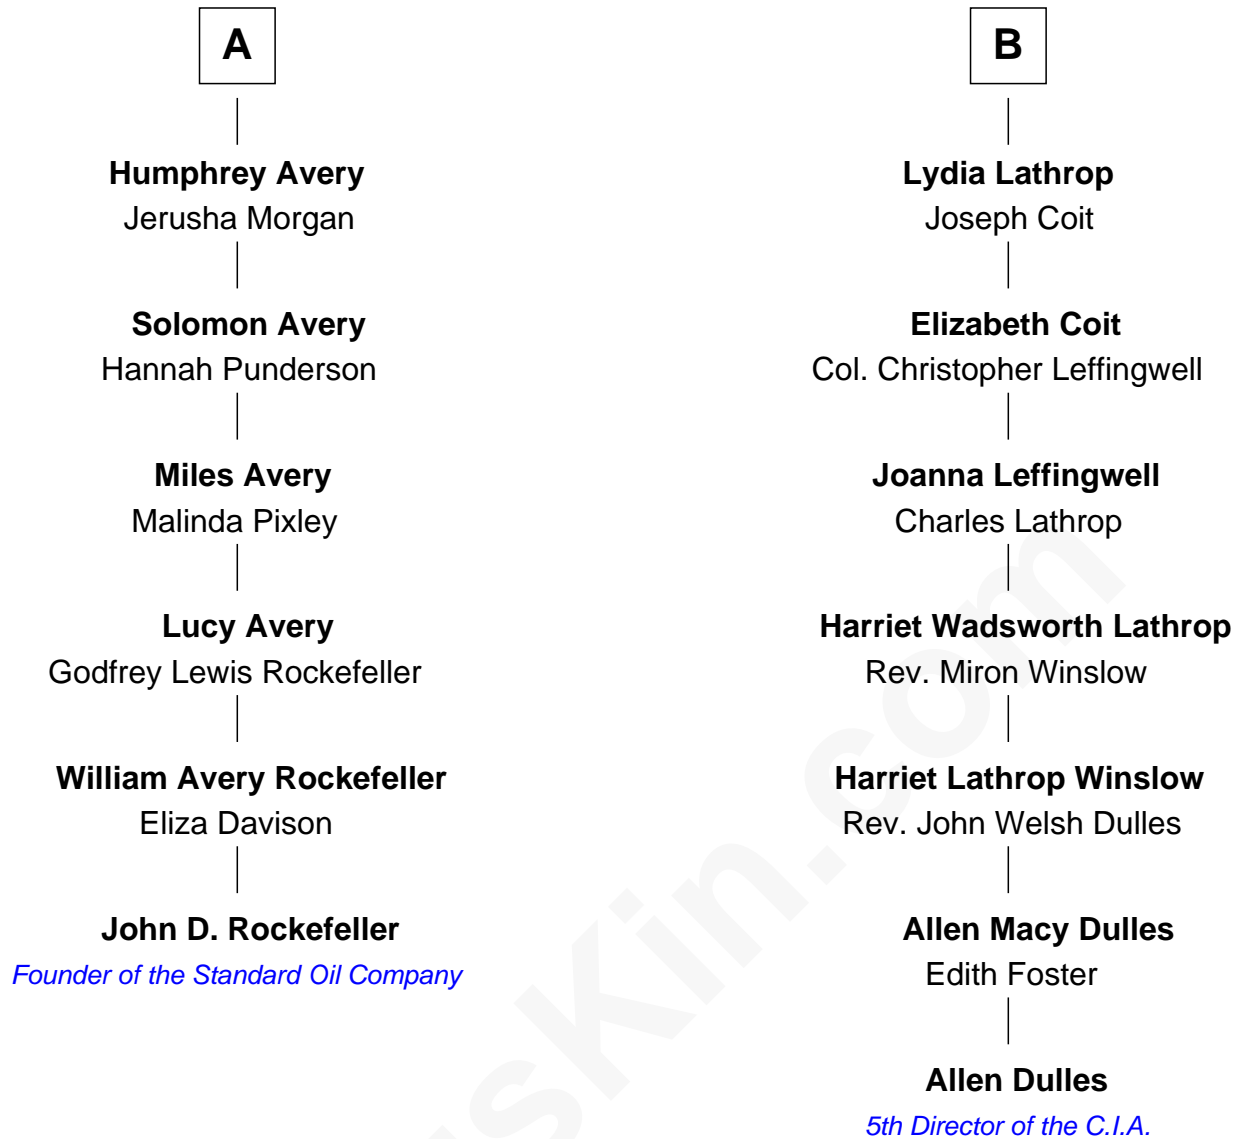 A
Humphrey Avery
Jerusha Morgan
Solomon Avery
Hannah Punderson
Miles Avery
Malinda Pixley
Lucy Avery
Godfrey Lewis Rockefeller
William Avery Rockefeller
Eliza Davison
John D. Rockefeller
Founder of the Standard Oil Company
B
Lydia Lathrop
Joseph Coit
Elizabeth Coit
Col. Christopher Leffingwell
Joanna Leffingwell
Charles Lathrop
Harriet Wadsworth Lathrop
Rev. Miron Winslow
Harriet Lathrop Winslow
Rev. John Welsh Dulles
Allen Macy Dulles
Edith Foster
Allen Dulles
5th Director of the C.I.A.
sKin.com